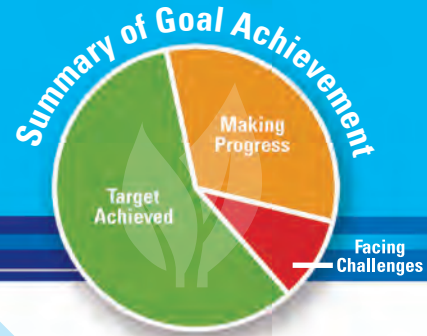 Summary of Goal Achievement
Making
Progress
Target
Achieved
Facing
Challenges